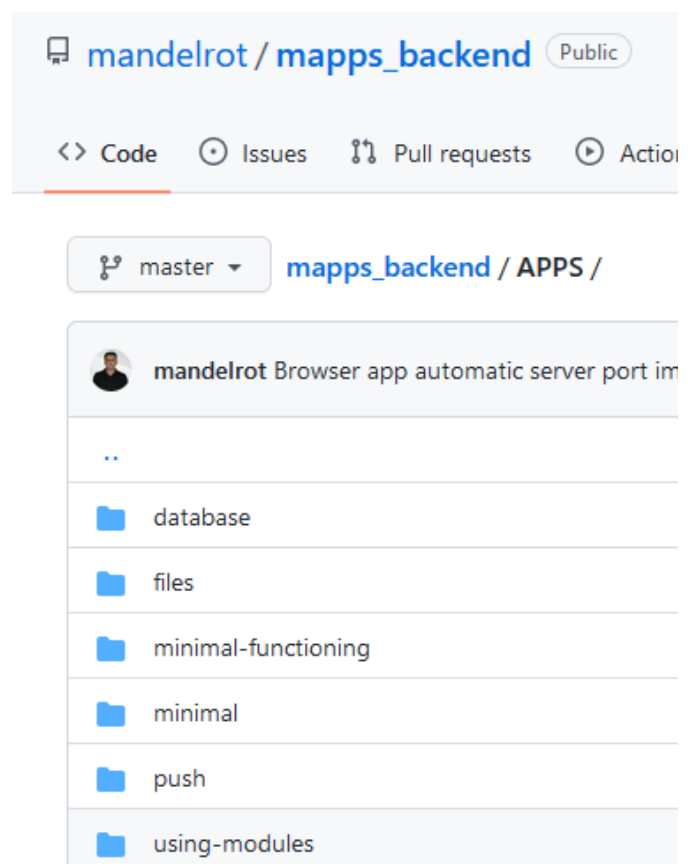 mandelrot / mapps_backend Public
Code Issues Pull requests
master mapps_backend / APPS /
mandelrot Browser app automatic server port
..
database
files
minimal-functioning
minimal
push
using-modules